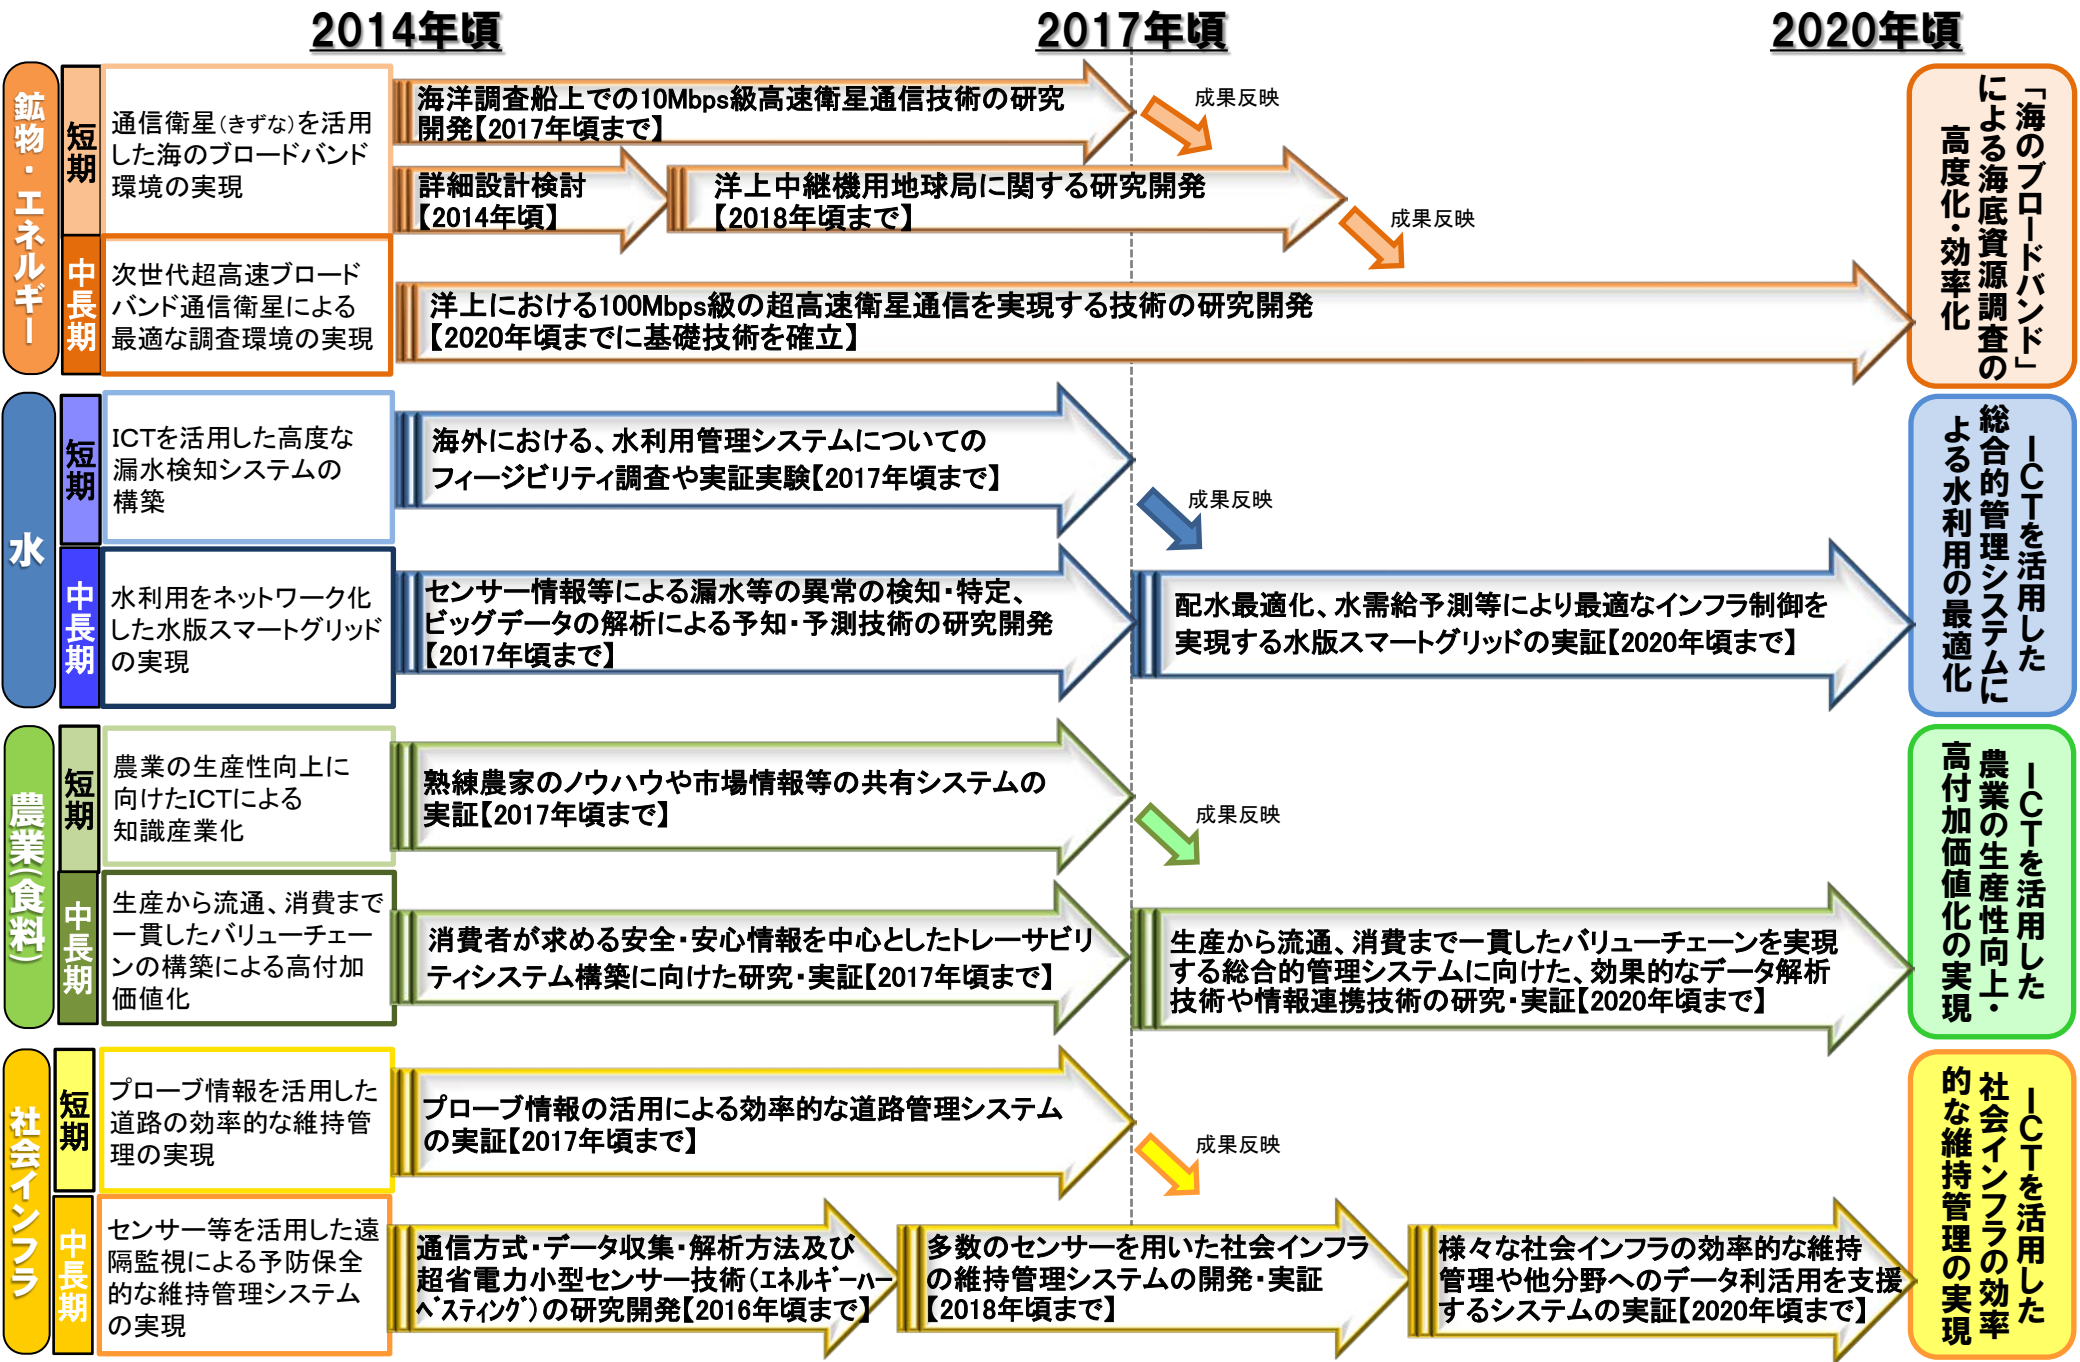 2014年頃
2017年頃
2020年頃
鉱物・エネルギー
短期
通信衛星(きずな)を活用
した海のブロードバンド
環境の実現
海洋調査船上での10Mbps級高速衛星通信技術の研究
開発【2017年頃まで】
成果反映
詳細設計検討
【2014年頃】
洋上中継機用地球局に関する研究開発
【2018年頃まで】
成果反映
中長期
次世代超高速ブロード
バンド通信衛星による
最適な調査環境の実現
洋上における100Mbps級の超高速衛星通信を実現する技術の研究開発
【2020年頃までに基礎技術を確立】
「海のブロードバンド」
による海底資源調査の
高度化・効率化
水
短期
ICTを活用した高度な
漏水検知システムの
構築
海外における、水利用管理システムについての
フィージビリティ調査や実証実験【2017年頃まで】
成果反映
中長期
水利用をネットワーク化
した水版スマートグリッド
の実現
センサー情報等による漏水等の異常の検知・特定、
ビッグデータの解析による予知・予測技術の研究開発
【2017年頃まで】
配水最適化、水需給予測等により最適なインフラ制御を
実現する水版スマートグリッドの実証【2020年頃まで】
ICTを活用した
総合的管理システムに
よる水利用の最適化
農業(食料)
短期
農業の生産性向上に
向けたICTによる
知識産業化
熟練農家のノウハウや市場情報等の共有システムの
実証【2017年頃まで】
成果反映
中長期
生産から流通、消費まで
一貫したバリューチェー
ンの構築による高付加
価値化
消費者が求める安全・安心情報を中心としたトレーサビリ
ティシステム構築に向けた研究・実証【2017年頃まで】
生産から流通、消費まで一貫したバリューチェーンを実現
する総合的管理システムに向けた、効果的なデータ解析
技術や情報連携技術の研究・実証【2020年頃まで】
ICTを活用した
農業の生産性向上・
高付加価値化の実現
社会インフラ
短期
プローブ情報を活用した
道路の効率的な維持管
理の実現
プローブ情報の活用による効率的な道路管理システム
の実証【2017年頃まで】
成果反映
中長期
センサー等を活用した遠
隔監視による予防保全
的な維持管理システム
の実現
通信方式・データ収集・解析方法及び
超省電力小型センサー技術(エネルギーハー
ベスティング)の研究開発【2016年頃まで】
多数のセンサーを用いた社会インフラ
の維持管理システムの開発・実証
【2018年頃まで】
様々な社会インフラの効率的な維持
管理や他分野へのデータ利活用を支援
するシステムの実証【2020年頃まで】
ICTを活用した
社会インフラの効率
的な維持管理の実現